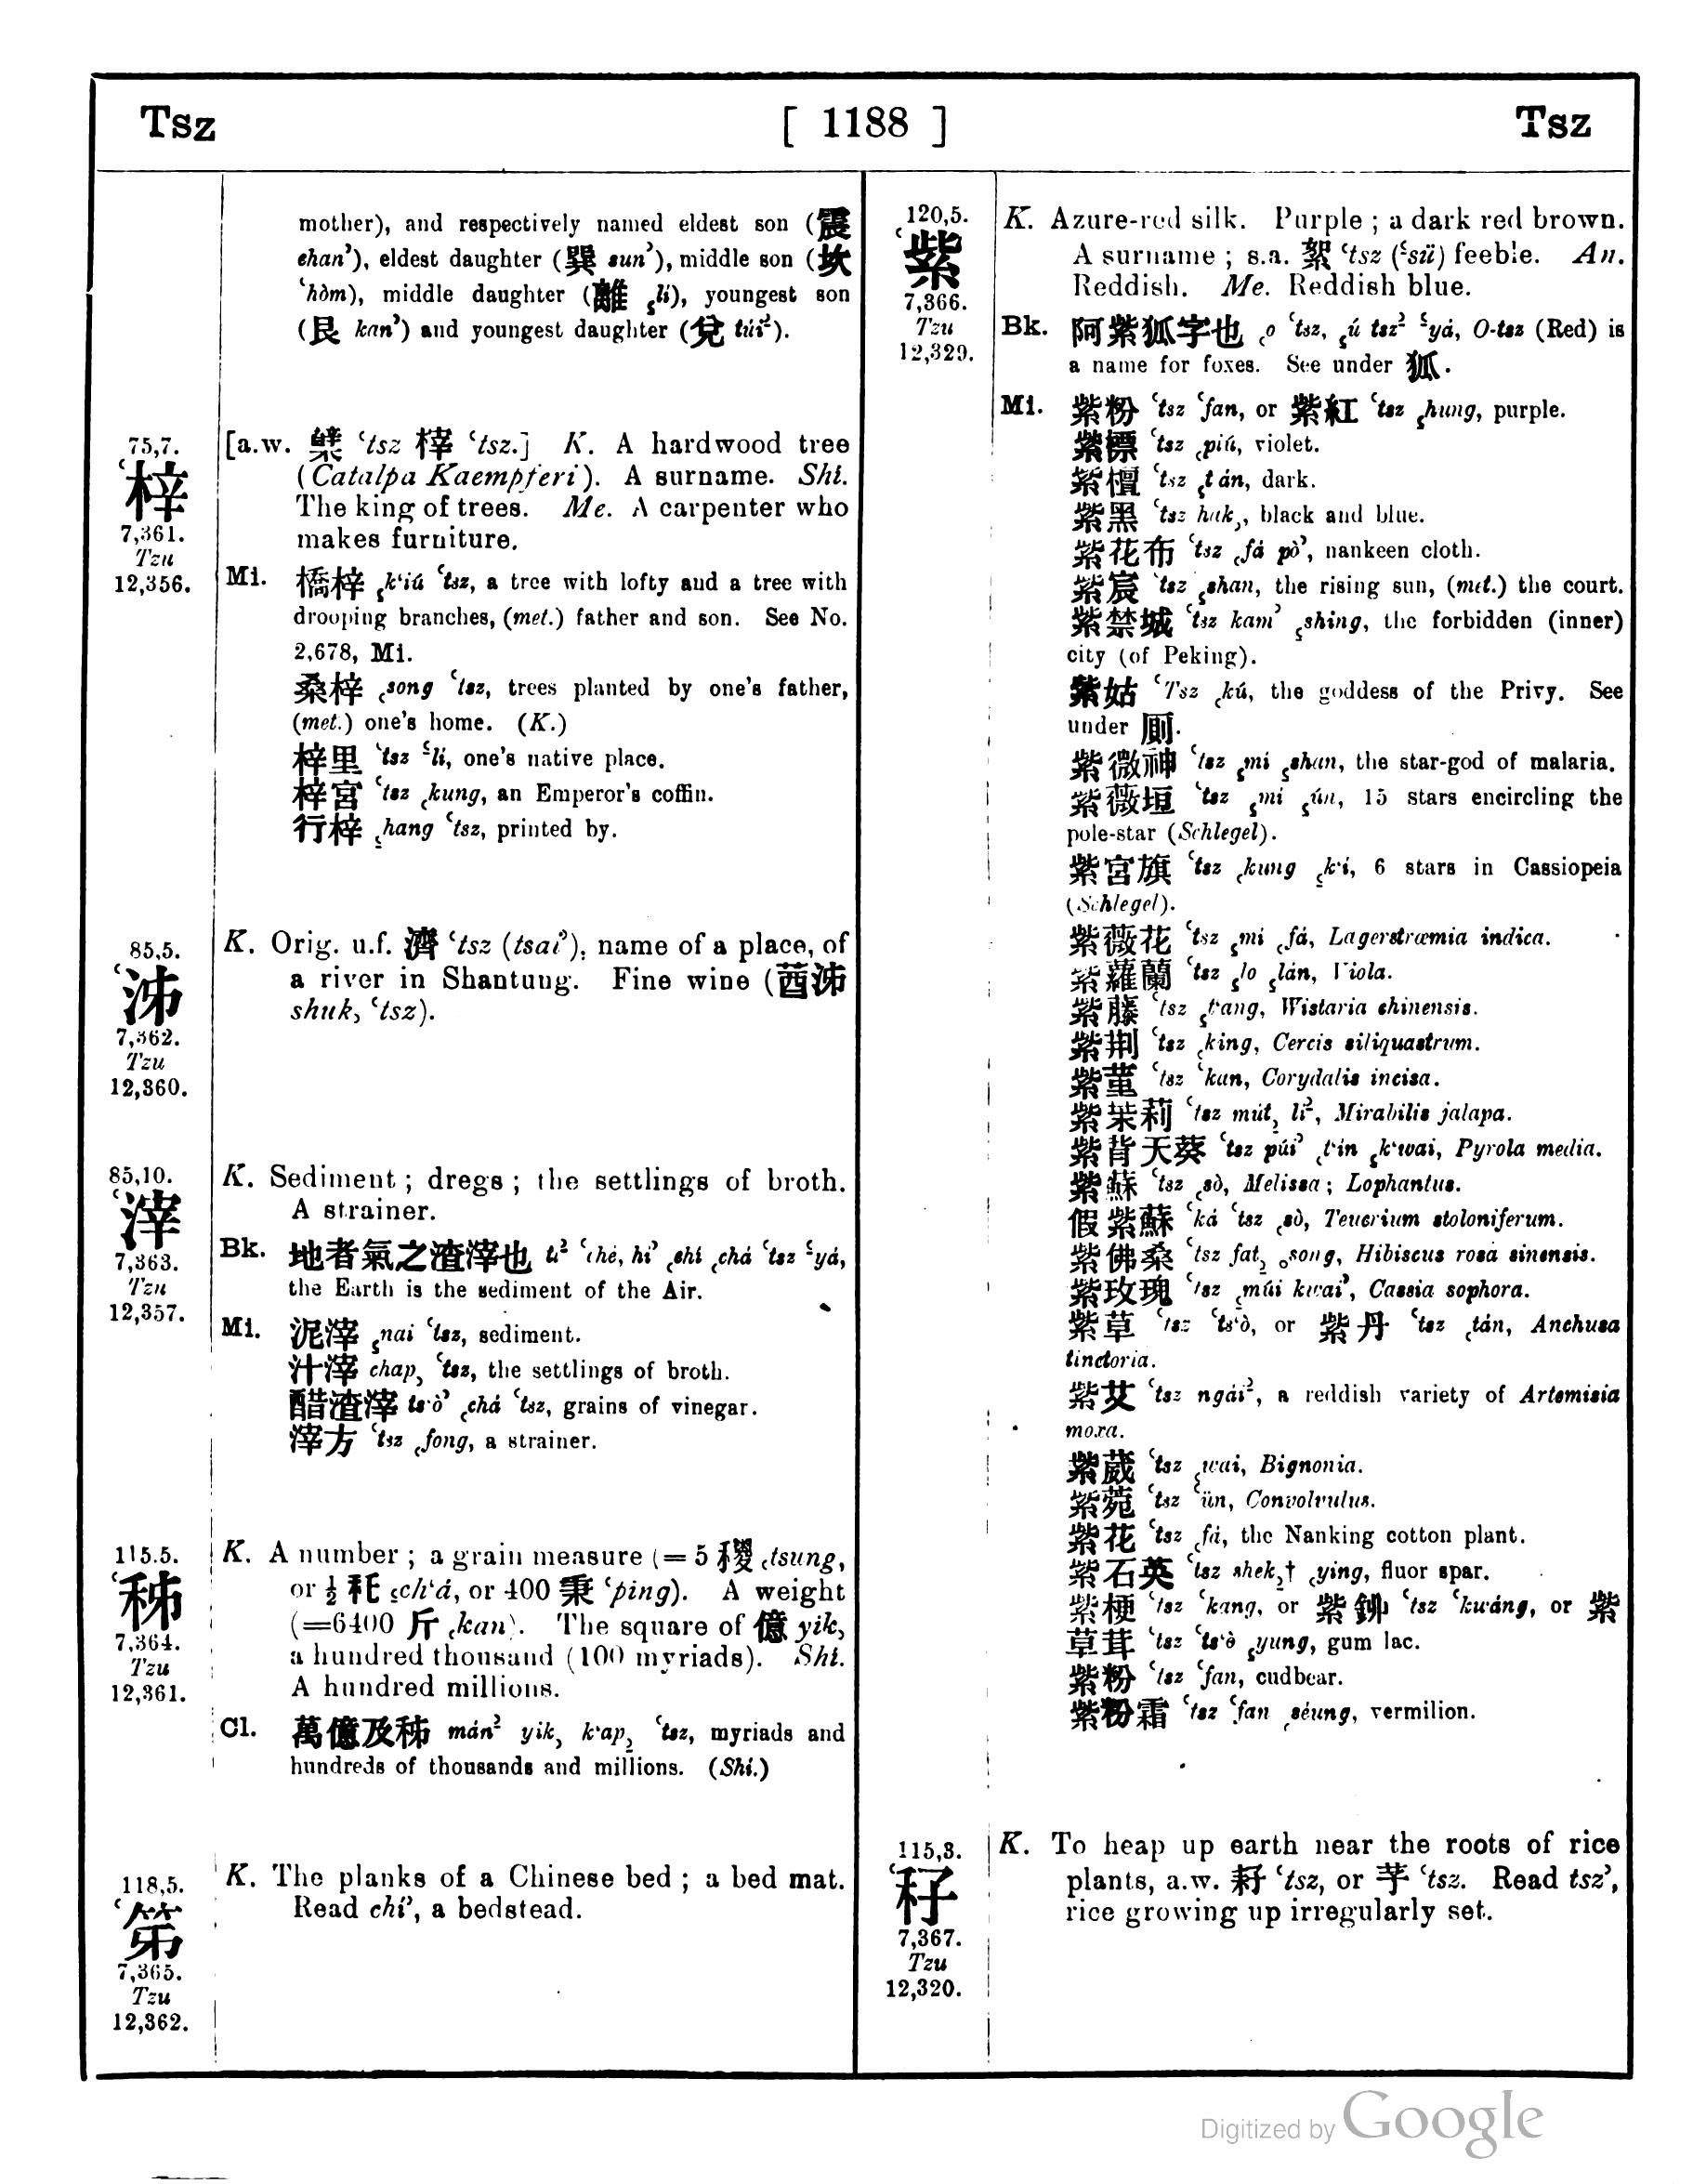 Tsz [ 1188 ] Tsz
mother), and respectively named eldest son (震
chan꜄), eldest daughter (巽 sun꜄), middle son (坎
꜂hòm), middle daughter (離 ꜁li), youngest son
(艮 kan꜄) and youngest daughter (兌 túi꜅).
75,7.
꜂梓
7,361.
Tzu
12,356.
[a.w. 榟 ꜂tsz.] K. A hardwood tree
(Catalpa Kaempferi). A surname. Shi.
The king of trees. Me. A carpenter who
makes furniture.
Mi. 橋梓 ꜁k‘iú ꜂tsz, a tree with lofty and a tree with
drooping branches, (met.) father and son. See No.
2,678, Mi.
桑梓 ꜀song ꜂tsz, trees planted by one's father,
(met.) one's home. (K.)
梓里 ꜂tsz ꜃li, one's native place.
梓宮 ꜂tsz ꜀kung, an Emperor's coffin.
行梓 ꜁hang ꜂tsz, printed by.
85,5.
꜂泲
7,362.
Tzu
12,360.
K. Orig. u.f. 濟 ꜂tsz (tsai꜄), name of a place, of
a river in Shantung. Fine wine (茜泲
shuk꜆ ꜂tsz).
85,10.
꜂滓
7,363.
Tzu
12,357.
K. Sediment; dregs; the settlings of broth.
A strainer.
Bk. 地者氣之渣滓也 ti꜅ ꜂ché, hi꜄ ꜀chi ꜀chá ꜂tsz ꜃yá,
the Earth is the sediment of the Air.
Mi. 泥滓 ꜁nai ꜂tsz, sediment.
汁滓 chap꜆ ꜂tsz, the settlings of broth.
醋渣滓 ts‘ò꜄ ꜀chá ꜂tsz, grains of vinegar.
滓方 ꜂tsz ꜀fong, a strainer.
115.5.
꜂秭
7,364.
Tzu
12,361.
K. A number; a grain measure (= 5 稯 ꜀tsung,
or ½ 秅 ꜁ch‘á, or 400 秉 ꜂ping). A weight
(=6400 斤 ꜀kan). The square of 億 yik꜆
a hundred thousand (100 myriads). Shi.
A hundred millions.
Cl. 萬億及秭 mán꜅ yik꜆ k‘ap꜇ ꜂tsz, myriads and
hundreds of thousands and millions. (Shi.)
118,5.
꜂笫
7,365.
Tzu
12,362.
K. The planks of a Chinese bed; a bed mat.
Read chi꜄, a bedstead.
120,5.
꜂紫
7,366.
Tzu
12,329.
K. Azure-red silk. Purple; a dark red brown.
A surname; s.a. 絮 ꜂tsz (꜃sü) feeble. An.
Reddish. Me. Reddish blue.
Bk. 阿紫狐字也 ꜀o ꜂tsz, ꜁ú tsz꜅ ꜃yá, O-tsz (Red) is
a name for foxes. See under 狐.
Mi. 紫粉 ꜂tsz ꜂fan, or 紫紅 ꜂tsz ꜁hung, purple.
紫標 ꜂tsz ꜀piú, violet.
紫檀 ꜂tsz ꜁tán, dark.
紫黑 ꜂tsz hak꜆, black and blue.
紫花布 ꜂tsz ꜀fá pò꜄, nankeen cloth.
紫宸 ꜂tsz ꜁shan, the rising sun, (met.) the court.
紫禁城 ꜂tsz kam꜄ ꜁shing, the forbidden (inner)
city (of Peking).
紫姑 ꜂Tsz ꜀kú, the goddess of the Privy. See
under 厠.
紫微神 ꜂tsz ꜁mi ꜁shan, the star-god of malaria.
紫薇垣 ꜂tsz ꜁mi ꜁ún, 15 stars encircling the
pole-star (Schlegel).
紫宮旗 ꜂tsz ꜀kung ꜁k‘i, 6 stars in Cassiopeia
(Schlegel).
紫薇花 ꜂tsz ꜁mi ꜀fá, Lagerstrœmia indica.
紫蘿蘭 ꜂tsz ꜁lo ꜁lán, Viola.
紫藤 ꜂tsz ꜁t‘ang, Wistaria chinensis.
紫荆 ꜂tsz ꜀king, Cercis siliquastrum.
紫菫 ꜂tsz ꜂kan, Corydalis incisa.
紫茉莉 ꜂tsz mút꜇ li꜅, Mirabilis jalapa.
紫背天葵 ꜂tsz púi꜄ ꜀t‘in ꜁k‘wai, Pyrola media.
紫蘇 ꜂tsz ꜀sò, Melissa; Lophantus.
假紫蘇 ꜂ká ꜂tsz ꜀sò, Teucrium stoloniferum.
紫佛桑 ꜂tsz fat꜇ ꜀song, Hibiscus rosa sinensis.
紫玫瑰 ꜂tsz ꜁múi kwai꜄, Cassia sophora.
紫草 ꜂tsz ꜂ts‘ò, or 紫丹 ꜂tsz ꜀tán, Anchusa
tinctoria.
紫艾 ꜂tsz ngái꜅, a reddish variety of Artemisia
moxa.
紫葳 ꜂tsz ꜀wai, Bignonia.
紫菀 ꜂tsz ꜃ün, Convolvulus.
紫花 ꜂tsz ꜀fá, the Nanking cotton plant.
紫石英 ꜂tsz shek꜇† ꜀ying, fluor spar.
紫梗 ꜂tsz ꜂kang, or 紫鉚 ꜂tsz ꜂kwáng, or 紫
草茸 ꜂tsz ꜂ts‘ò ꜁yung, gum lac.
紫粉 ꜂tsz ꜂fan, cudbear.
紫粉霜 ꜂tsz ꜂fan ꜀séung, vermilion.
115,3.
꜂秄
7,367.
Tzu
12,320.
K. To heap up earth near the roots of rice
plants, a.w. 耔 ꜂tsz, or 芓 ꜂tsz. Read tsz꜄,
rice growing up irregularly set.
Digitized by Google